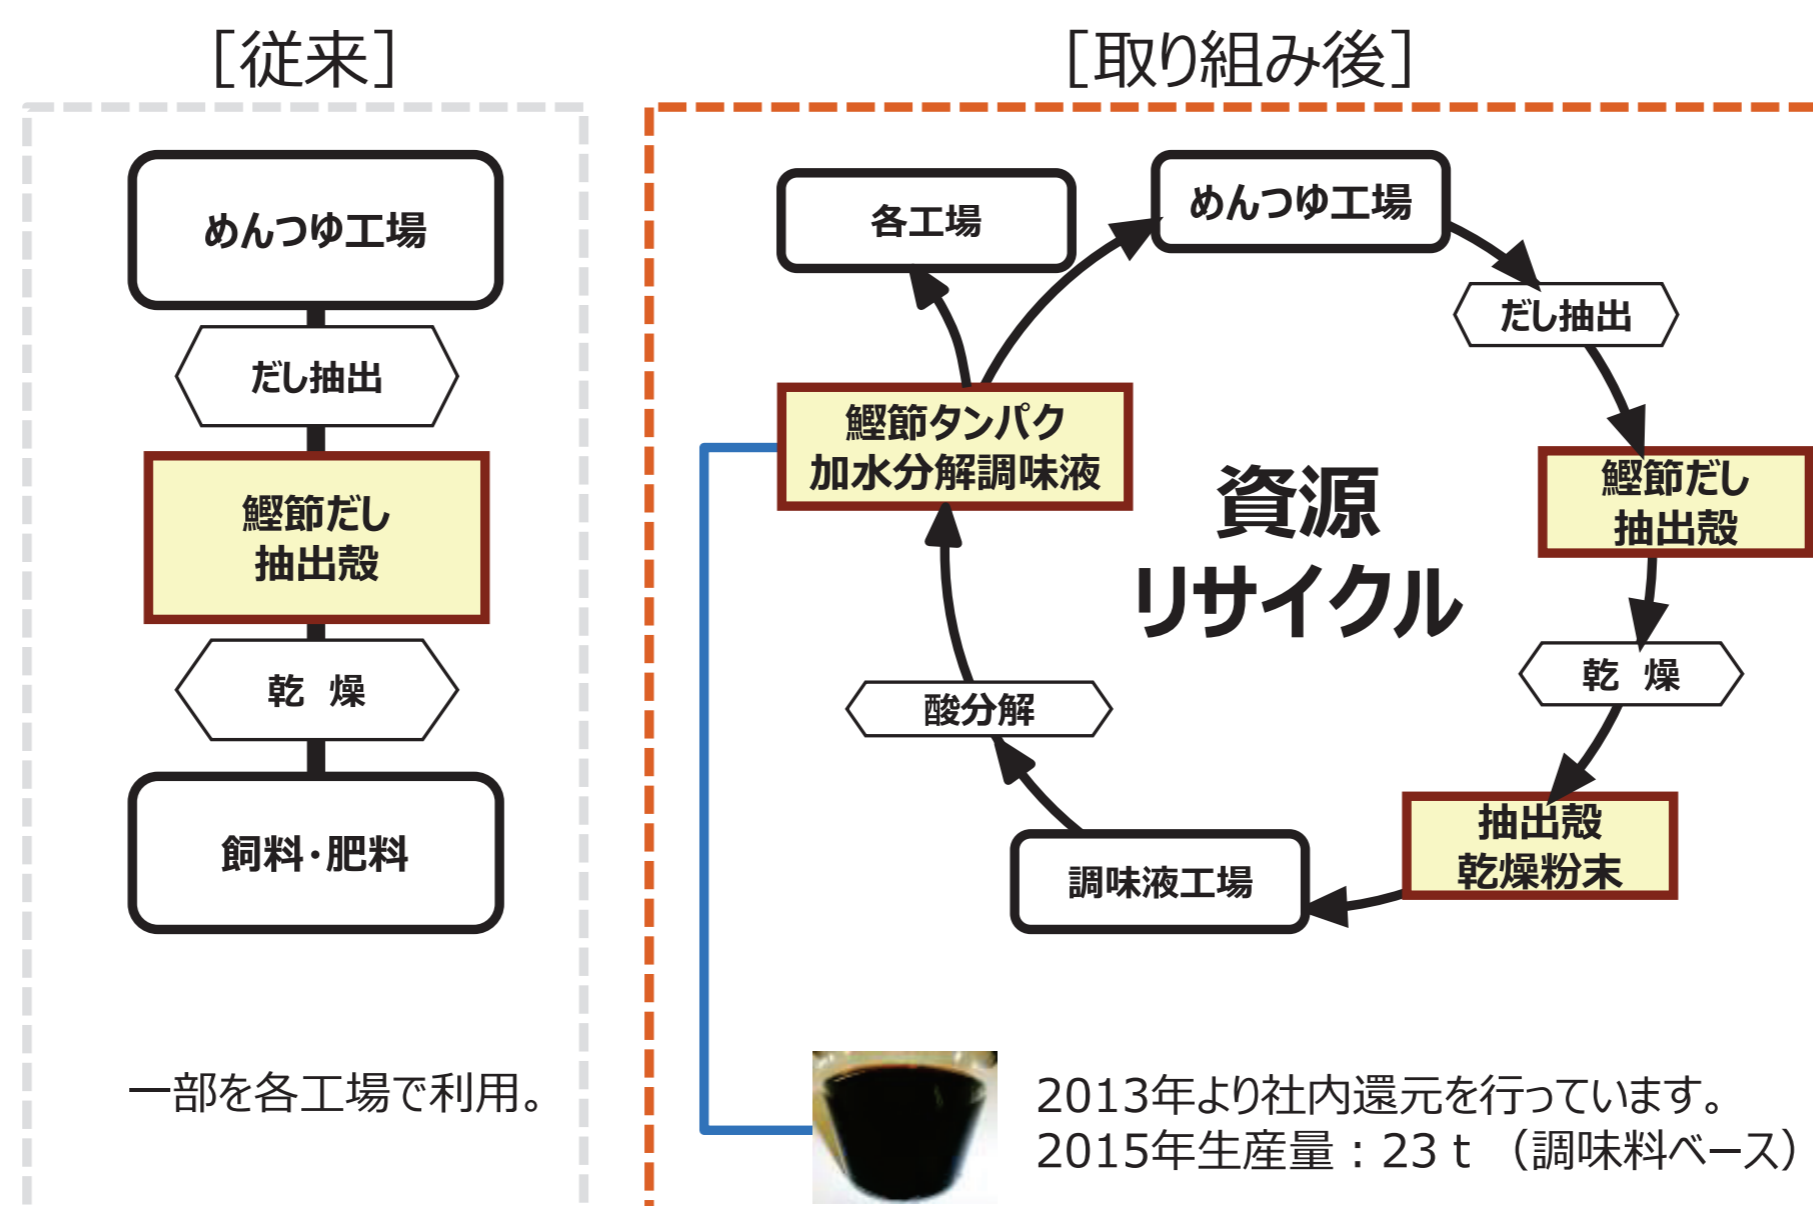 ［従来］
めんつゆ工場
だし抽出
鰹節だし
抽出殻
乾 燥
飼料・肥料
一部を各工場で利用。
［取り組み後］
各工場
めんつゆ工場
だし抽出
鰹節だし
抽出殻
乾 燥
抽出殻
乾燥粉末
調味液工場
酸分解
鰹節タンパク
加水分解調味液
資源
リサイクル
2013年より社内還元を行っています。
2015年生産量：23 t （調味料ベース）